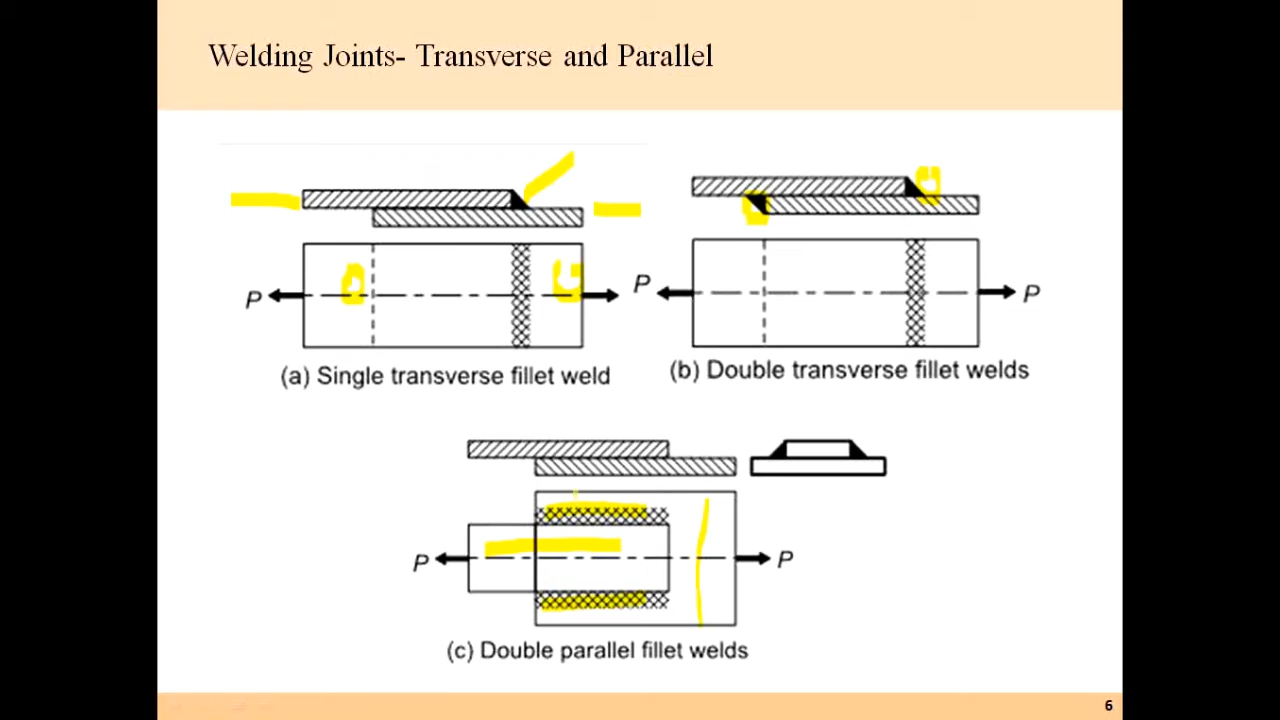 Welding Joints- Transverse and Parallel
P
P
P
P
(a) Single transverse fillet weld
(b) Double transverse fillet welds
P
P
(c) Double parallel fillet welds
6